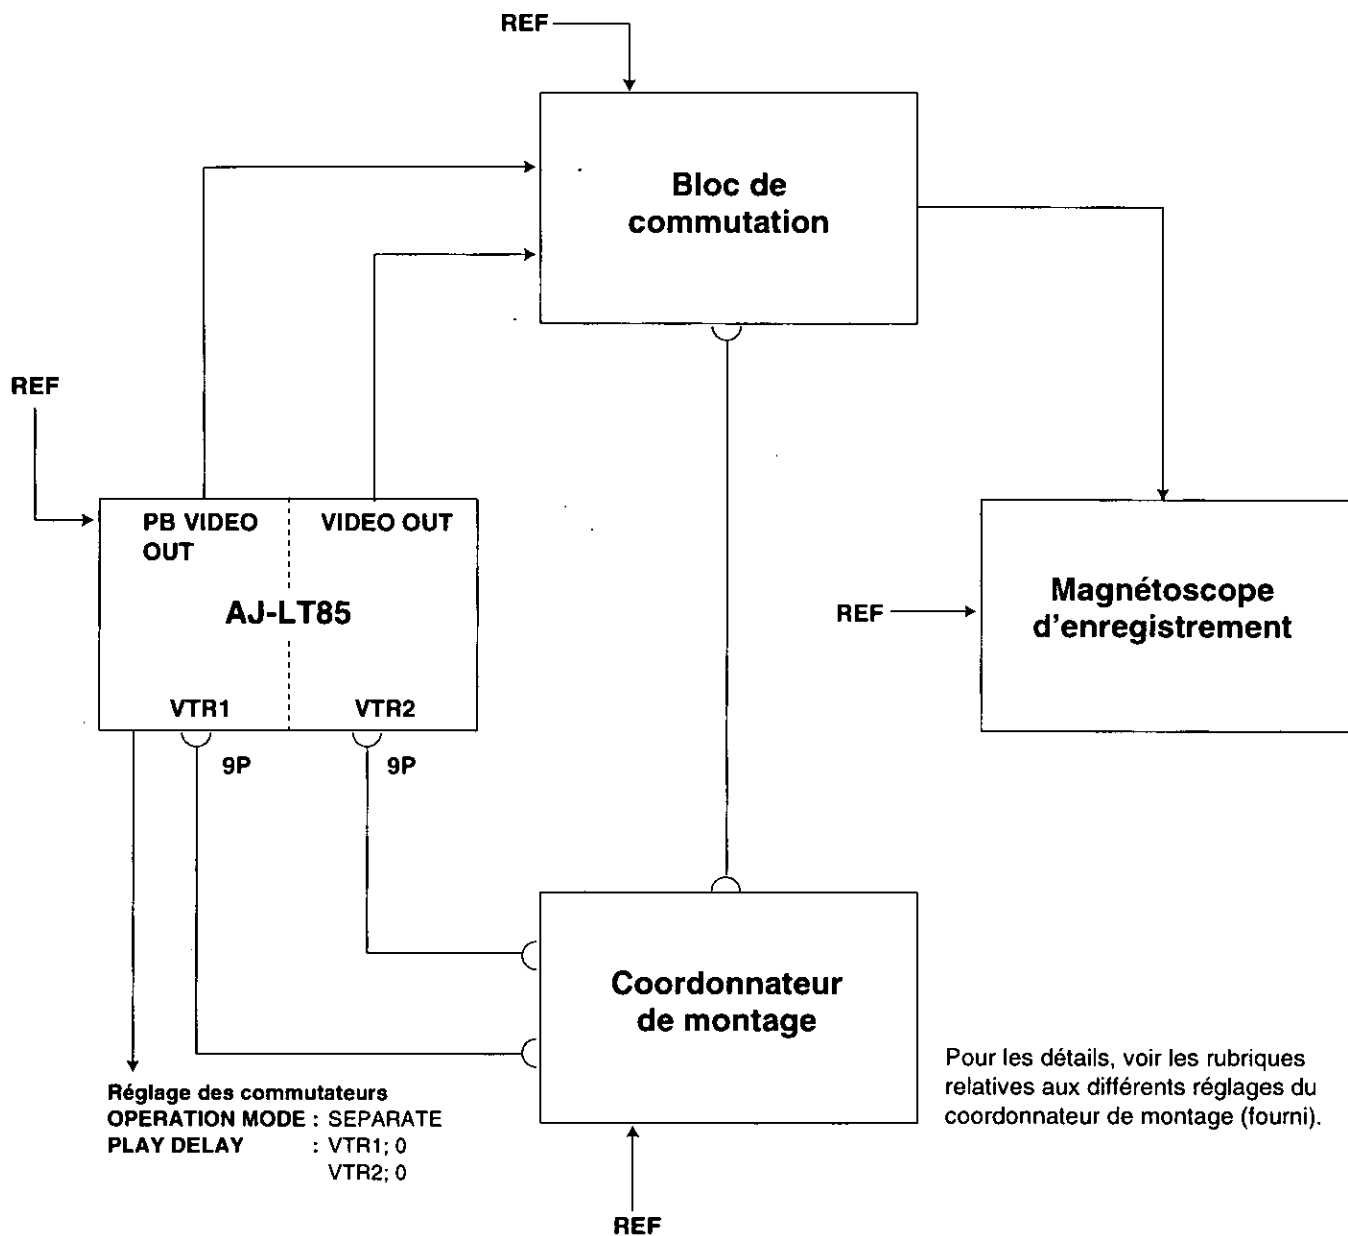 REF
Bloc de
commutation
REF
PB VIDEO
OUT
VIDEO OUT
AJ-LT85
VTR1
VTR2
9P
9P
REF
Magnétoscope
d'enregistrement
Coordonnateur
de montage
Réglage des commutateurs
OPERATION MODE : SEPARATE
PLAY DELAY : VTR1; 0
VTR2; 0
Pour les détails, voir les rubriques
relatives aux différents réglages du
coordonnateur de montage (fourni).
REF